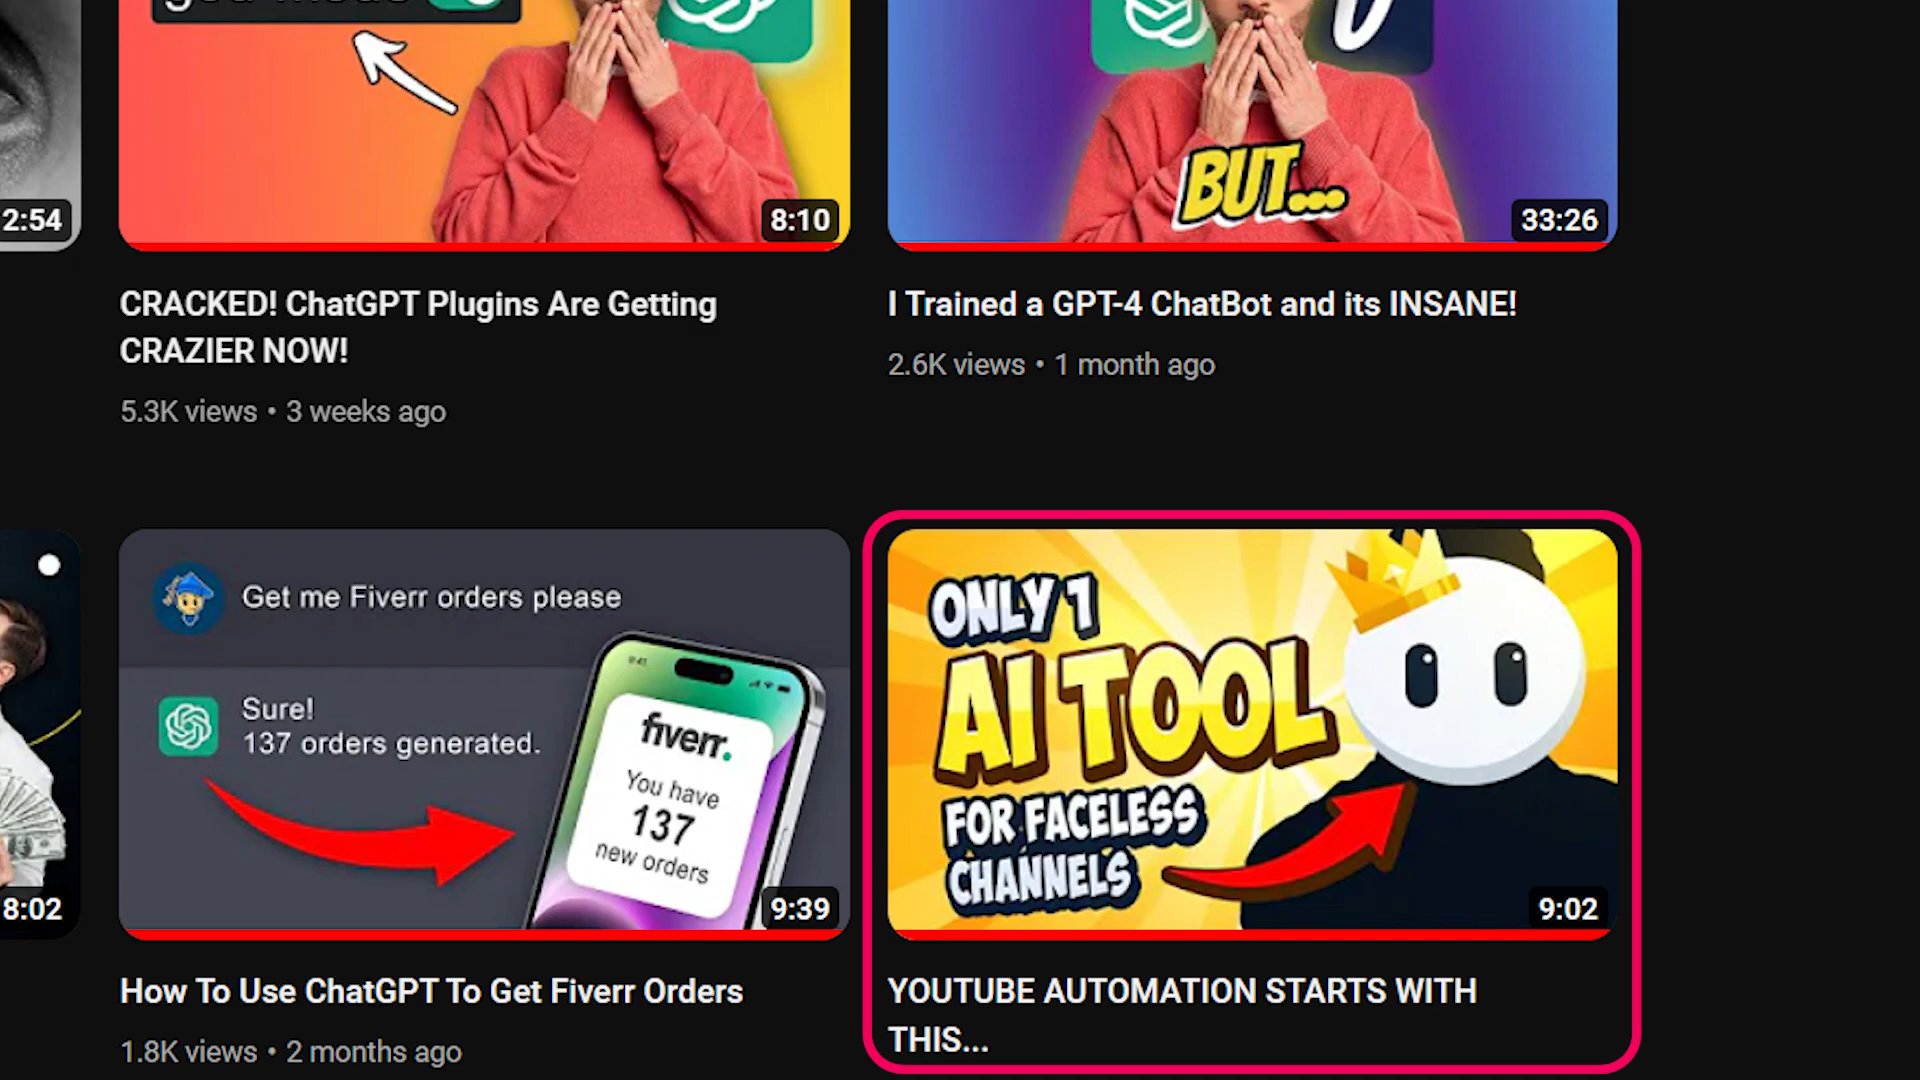 BUT...
2:54
8:10
33:26
CRACKED! ChatGPT Plugins Are Getting
CRAZIER NOW!
5.3K views • 3 weeks ago
I Trained a GPT-4 ChatBot and its INSANE!
2.6K views • 1 month ago
8:02
Get me Fiverr orders please
Sure!
137 orders generated.
9:41
fiverr.
You have
137
new orders
9:39
How To Use ChatGPT To Get Fiverr Orders
1.8K views • 2 months ago
ONLY 1
AI TOOL
FOR FACELESS
CHANNELS
9:02
YOUTUBE AUTOMATION STARTS WITH
THIS...